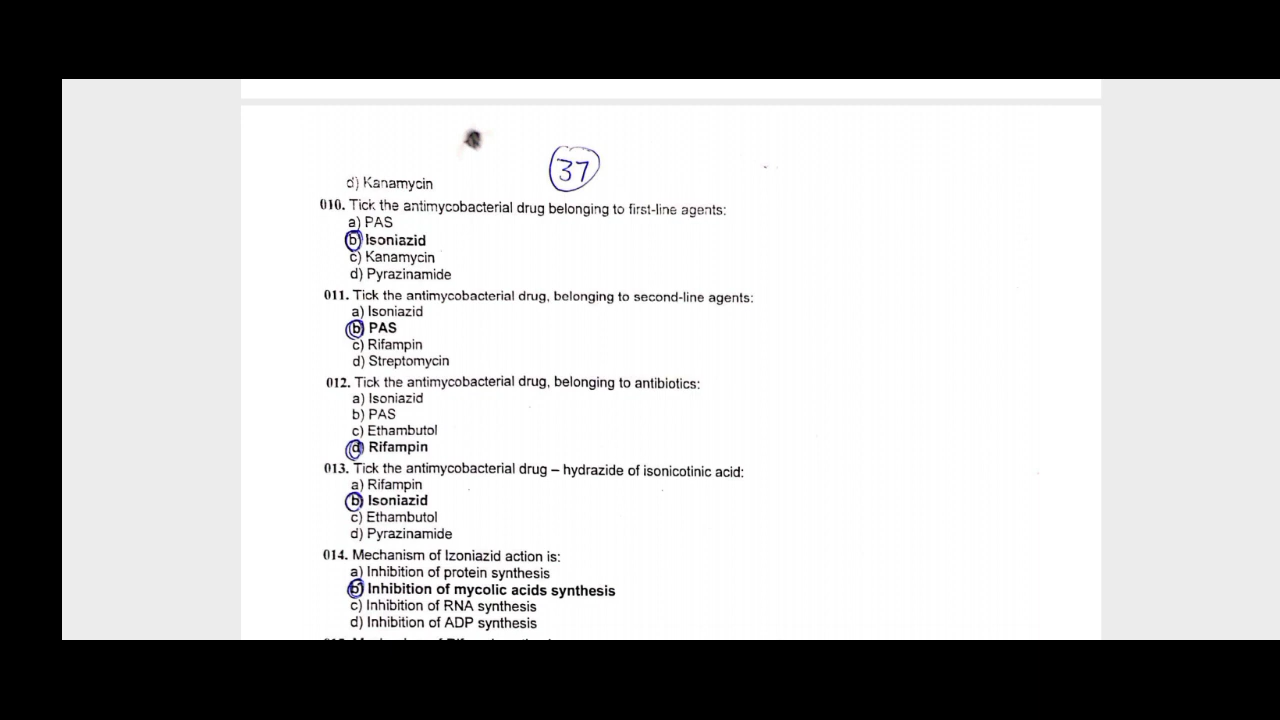 37
d) Kanamycin
010. Tick the antimycobacterial drug belonging to first-line agents:
a) PAS
b) Isoniazid
c) Kanamycin
d) Pyrazinamide
011. Tick the antimycobacterial drug, belonging to second-line agents:
a) Isoniazid
b) PAS
c) Rifampin
d) Streptomycin
012. Tick the antimycobacterial drug, belonging to antibiotics:
a) Isoniazid
b) PAS
c) Ethambutol
d) Rifampin
013. Tick the antimycobacterial drug – hydrazide of isonicotinic acid:
a) Rifampin
b) Isoniazid
c) Ethambutol
d) Pyrazinamide
014. Mechanism of Izoniazid action is:
a) Inhibition of protein synthesis
b) Inhibition of mycolic acids synthesis
c) Inhibition of RNA synthesis
d) Inhibition of ADP synthesis